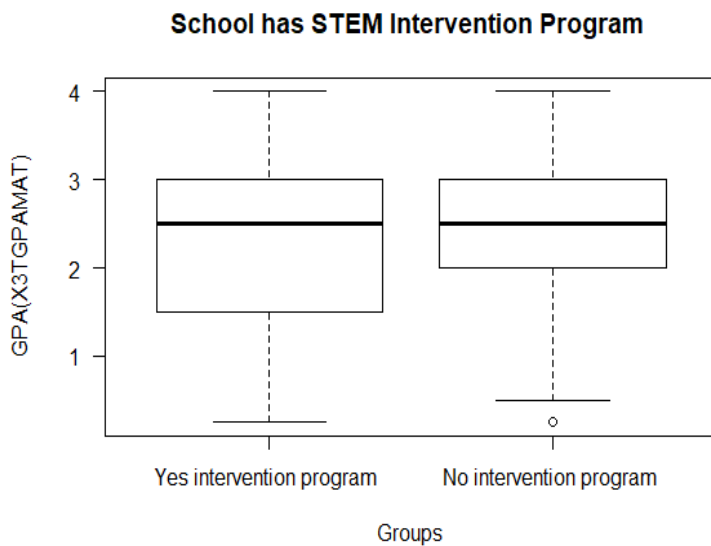 School has STEM Intervention Program
GPA(X3TGPAMAT)
4
3
2
1
Yes intervention program
No intervention program
Groups